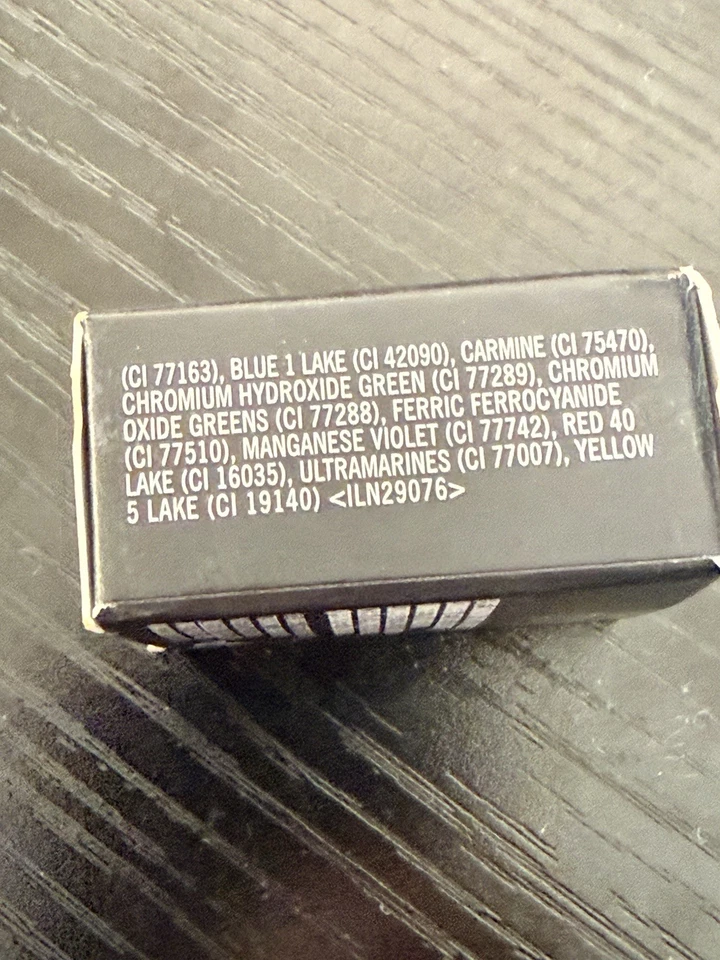 (CI 77163), BLUE 1 LAKE (CI 42090), CARMINE (CI 75470),
CHROMIUM HYDROXIDE GREEN (CI 77289), CHROMIUM
OXIDE GREENS (CI 77288), FERRIC FERROCYANIDE
(CI 77510), MANGANESE VIOLET (CI 77742), RED 40
LAKE (CI 16035), ULTRAMARINES (CI 77007), YELLOW
5 LAKE (CI 19140) <ILN29076>